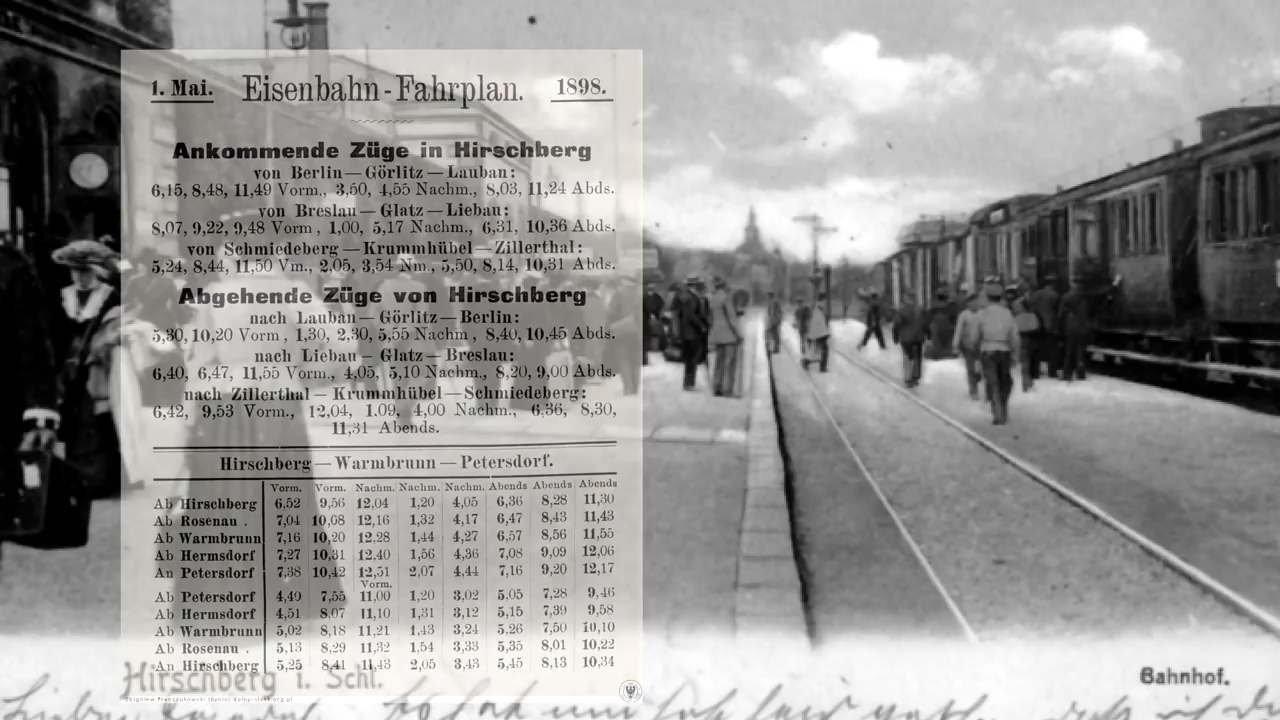 1. Mai. Eisenbahn-Fahrplan. 1898.
Ankommende Züge in Hirschberg
von Berlin—Görlitz—Lauban:
6,15, 8,48, 11,49 Vorm., 3,50, 4,55 Nachm., 8,03, 11,24 Abds.
von Breslau—Glatz—Liebau:
8,07, 9,22, 9,48 Vorm, 1,00, 5,17 Nachm., 6,31, 10,36 Abds.
von Schmiedeberg—Krummhübel—Zillerthal:
5,24, 8,44, 11,50 Vm., 2,05, 3,54 Nm., 5,50, 8,14, 10,31 Abds.
Abgehende Züge von Hirschberg
nach Lauban—Görlitz—Berlin:
5,30, 10,20 Vorm, 1,30, 2,30, 5,55 Nachm, 8,40, 10,45 Abds.
nach Liebau – Glatz—Breslau:
6,40, 6,47, 11,55 Vorm., 4,05, 5,10 Nachm., 8,20, 9,00 Abds.
nach Zillerthal — Krummhübel—Schmiedeberg:
6,42, 9,53 Vorm., 12,04, 1.09, 4,00 Nachm., 6,36, 8,30,
11,31 Abends.
Hirschberg—Warmbrunn—Petersdorf.
Vorm. Vorm. Nachm. Nachm. Nachm. Abends Abends Abends
Ab Hirschberg 6,52 9,56 12,04 1,20 4,05 6,36 8,28 11,30
Ab Rosenau . 7,04 10,08 12,16 1,32 4,17 6,47 8,43 11,43
Ab Warmbrunn 7,16 10,20 12,28 1,44 4,27 6,57 8,56 11,55
Ab Hermsdorf 7,27 10,31 12,40 1,56 4,36 7,08 9,09 12,06
An Petersdorf 7,38 10,42 12,51 2,07 4,44 7,16 9,20 12,17
Vorm.
Ab Petersdorf 4,40 7,55 11,00 1,20 3,02 5,05 7,28 9,46
Ab Hermsdorf 4,51 8,07 11,10 1,31 3,12 5,15 7,39 9,58
Ab Warmbrunn 5,02 8,18 11,21 1,43 3,24 5,26 7,50 10,10
Ab Rosenau . 5,13 8,29 11,32 1,54 3,33 5,35 8,01 10,22
An Hirschberg 5,25 8,41 11,43 2,05 3,43 5,45 8,13 10,34
Hirschberg i. Schl.
Bahnhof.
Zbigniew Franczukowski (bynio) dolny-slask.org.pl